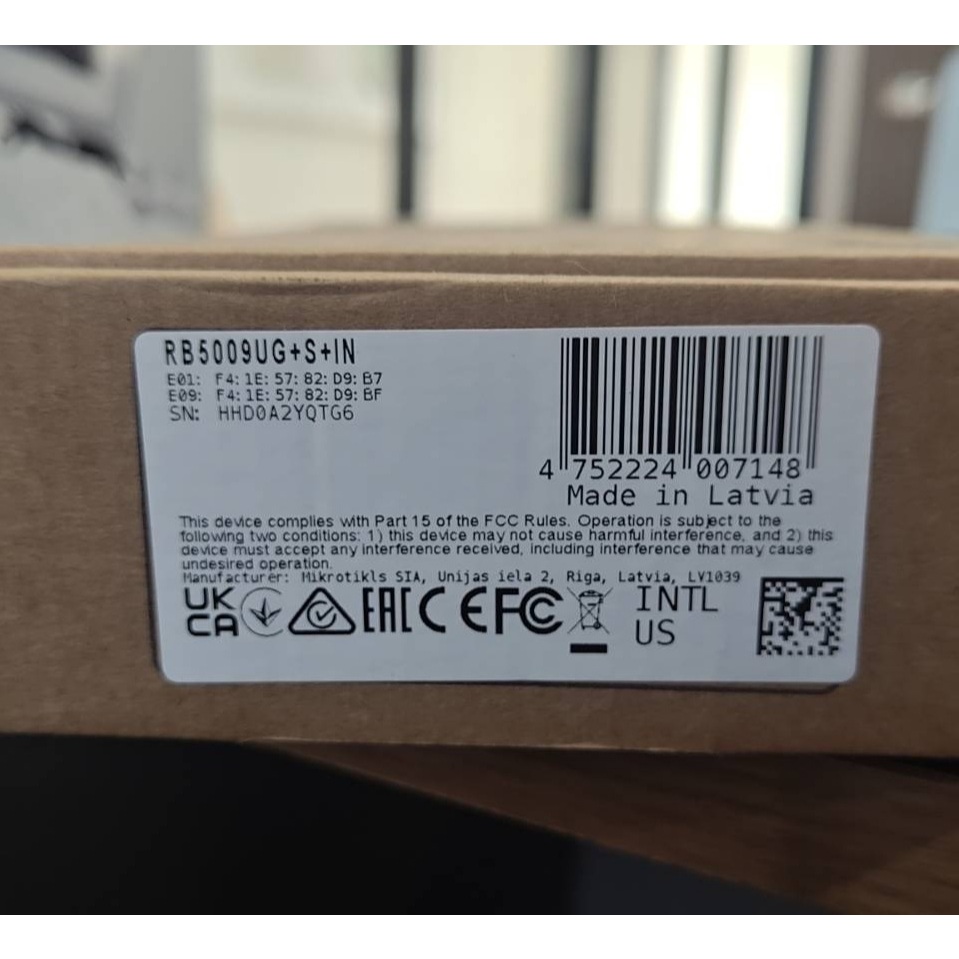 RB5009UG+S+IN
E01: F4: 1E: 57: 82: D9: B7
E09: F4: 1E: 57: 82: D9: BF
SN: HHD0A2YQTG6
4 752224 007148
Made in Latvia
This device complies with Part 15 of the FCC Rules. Operation is subject to the
following two conditions: 1) this device may not cause harmful interference, and 2) this
device must accept any interference received, including interference that may cause
undesired operation.
Manufacturer: Mikrotikls SIA, Unijas iela 2, Riga, Latvia, LV1039
UK
CA
EAC CE FC
INTL
US